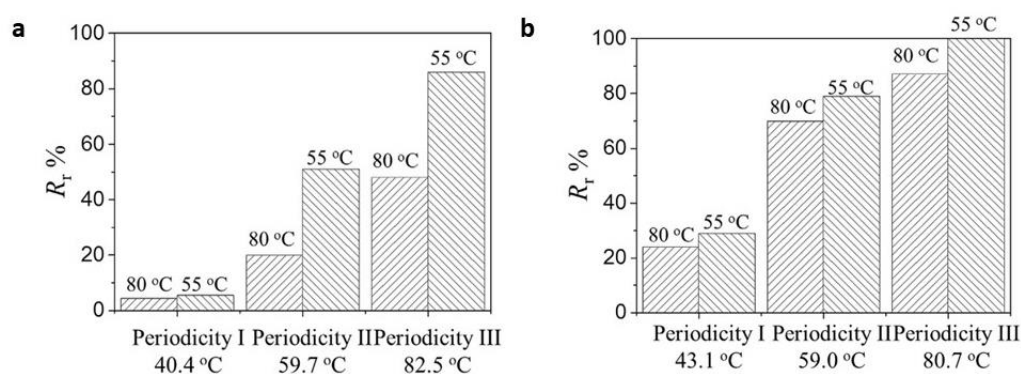 a
100
80
60
40
20
0
R_r %
80 °C
55 °C
80 °C
55 °C
80 °C
55 °C
Periodicity I Periodicity II Periodicity III
40.4 °C 59.7 °C 82.5 °C
b
100
80
60
40
20
0
R_r %
80 °C
55 °C
80 °C
55 °C
80 °C
55 °C
Periodicity I Periodicity II Periodicity III
43.1 °C 59.0 °C 80.7 °C